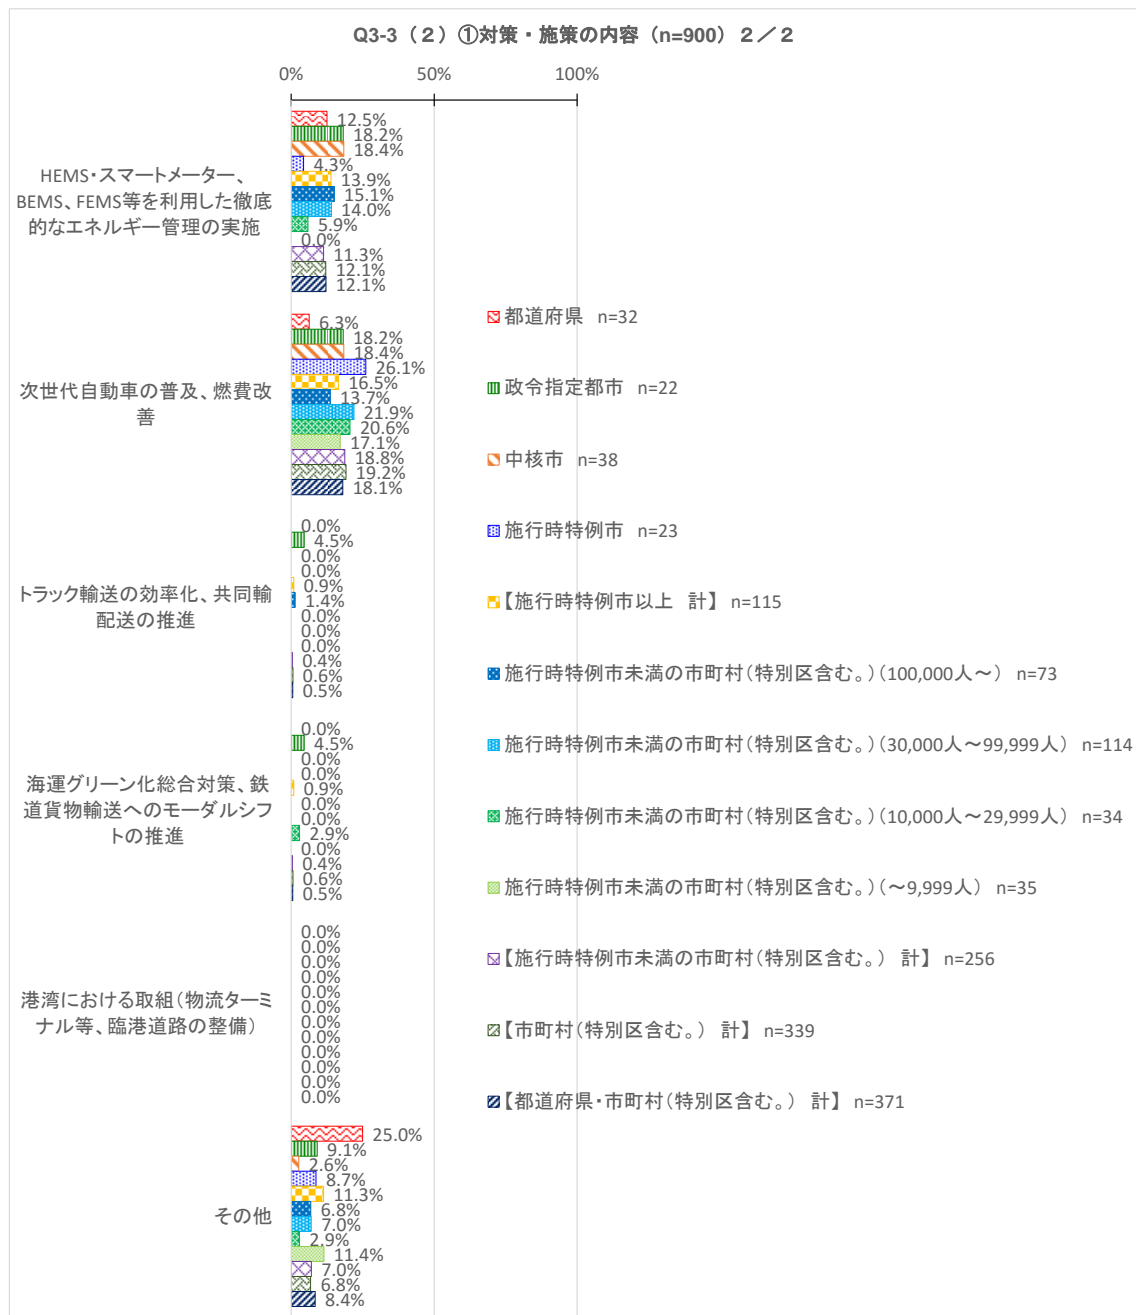 Q3-3（２）①対策・施策の内容（n=900）２／２
0%
50%
100%
HEMS・スマートメーター、
BEMS、FEMS等を利用した徹底
的なエネルギー管理の実施
12.5%
18.2%
18.4%
4.3%
13.9%
15.1%
14.0%
5.9%
0.0%
11.3%
12.1%
12.1%
次世代自動車の普及、燃費改
善
6.3%
18.2%
18.4%
26.1%
16.5%
13.7%
21.9%
20.6%
17.1%
18.8%
19.2%
18.1%
トラック輸送の効率化、共同輸
配送の推進
0.0%
4.5%
0.0%
0.0%
0.9%
1.4%
0.0%
0.0%
0.0%
0.4%
0.6%
0.5%
海運グリーン化総合対策、鉄
道貨物輸送へのモーダルシフ
トの推進
0.0%
4.5%
0.0%
0.0%
0.9%
0.0%
0.0%
2.9%
0.0%
0.4%
0.6%
0.5%
港湾における取組（物流ターミ
ナル等、臨港道路の整備）
0.0%
0.0%
0.0%
0.0%
0.0%
0.0%
0.0%
0.0%
0.0%
0.0%
0.0%
0.0%
その他
25.0%
9.1%
2.6%
8.7%
11.3%
6.8%
7.0%
2.9%
11.4%
7.0%
6.8%
8.4%
都道府県 n=32
政令指定都市 n=22
中核市 n=38
施行時特例市 n=23
【施行時特例市以上 計】 n=115
施行時特例市未満の市町村（特別区含む。）（100,000人～） n=73
施行時特例市未満の市町村（特別区含む。）（30,000人～99,999人） n=114
施行時特例市未満の市町村（特別区含む。）（10,000人～29,999人） n=34
施行時特例市未満の市町村（特別区含む。）（～9,999人） n=35
【施行時特例市未満の市町村（特別区含む。） 計】 n=256
【市町村（特別区含む。） 計】 n=339
【都道府県・市町村（特別区含む。） 計】 n=371